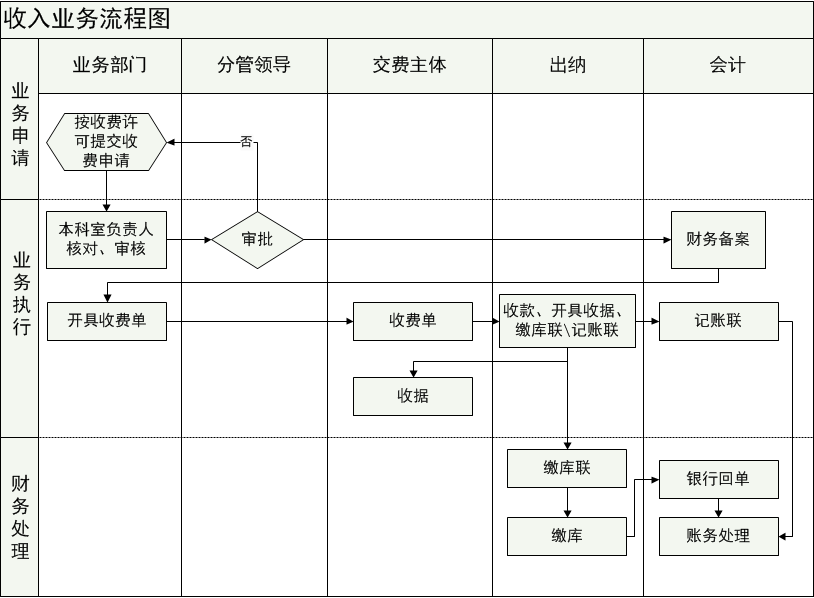 收入业务流程图
业务部门
分管领导
交费主体
出纳
会计
业务申请
按收费许
可提交收
费申请
否
业务执行
本科室负责人
核对、审核
审批
财务备案
开具收费单
收费单
收款、开具收据、
缴库联\记账联
记账联
收据
财务处理
缴库联
银行回单
缴库
账务处理